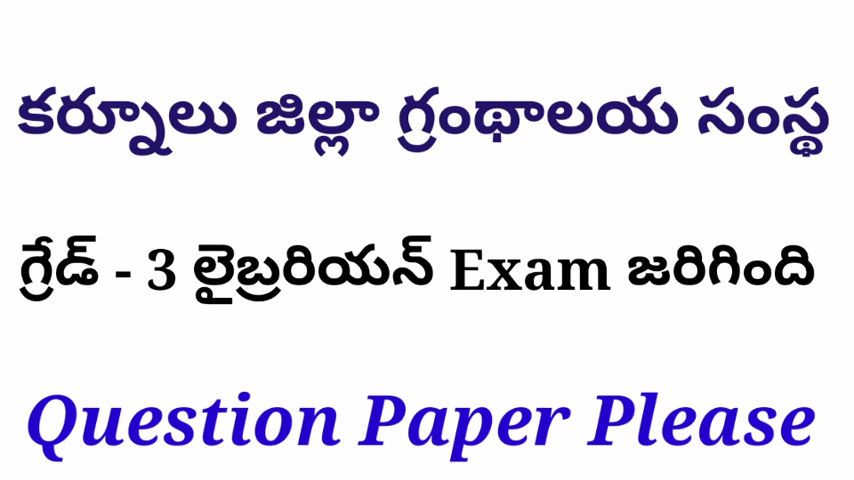 కర్నూలు జిల్లా గ్రంథాలయ సంస్థ
గ్రేడ్ - 3 లైబ్రరియన్ Exam జరిగింది
Question Paper Please